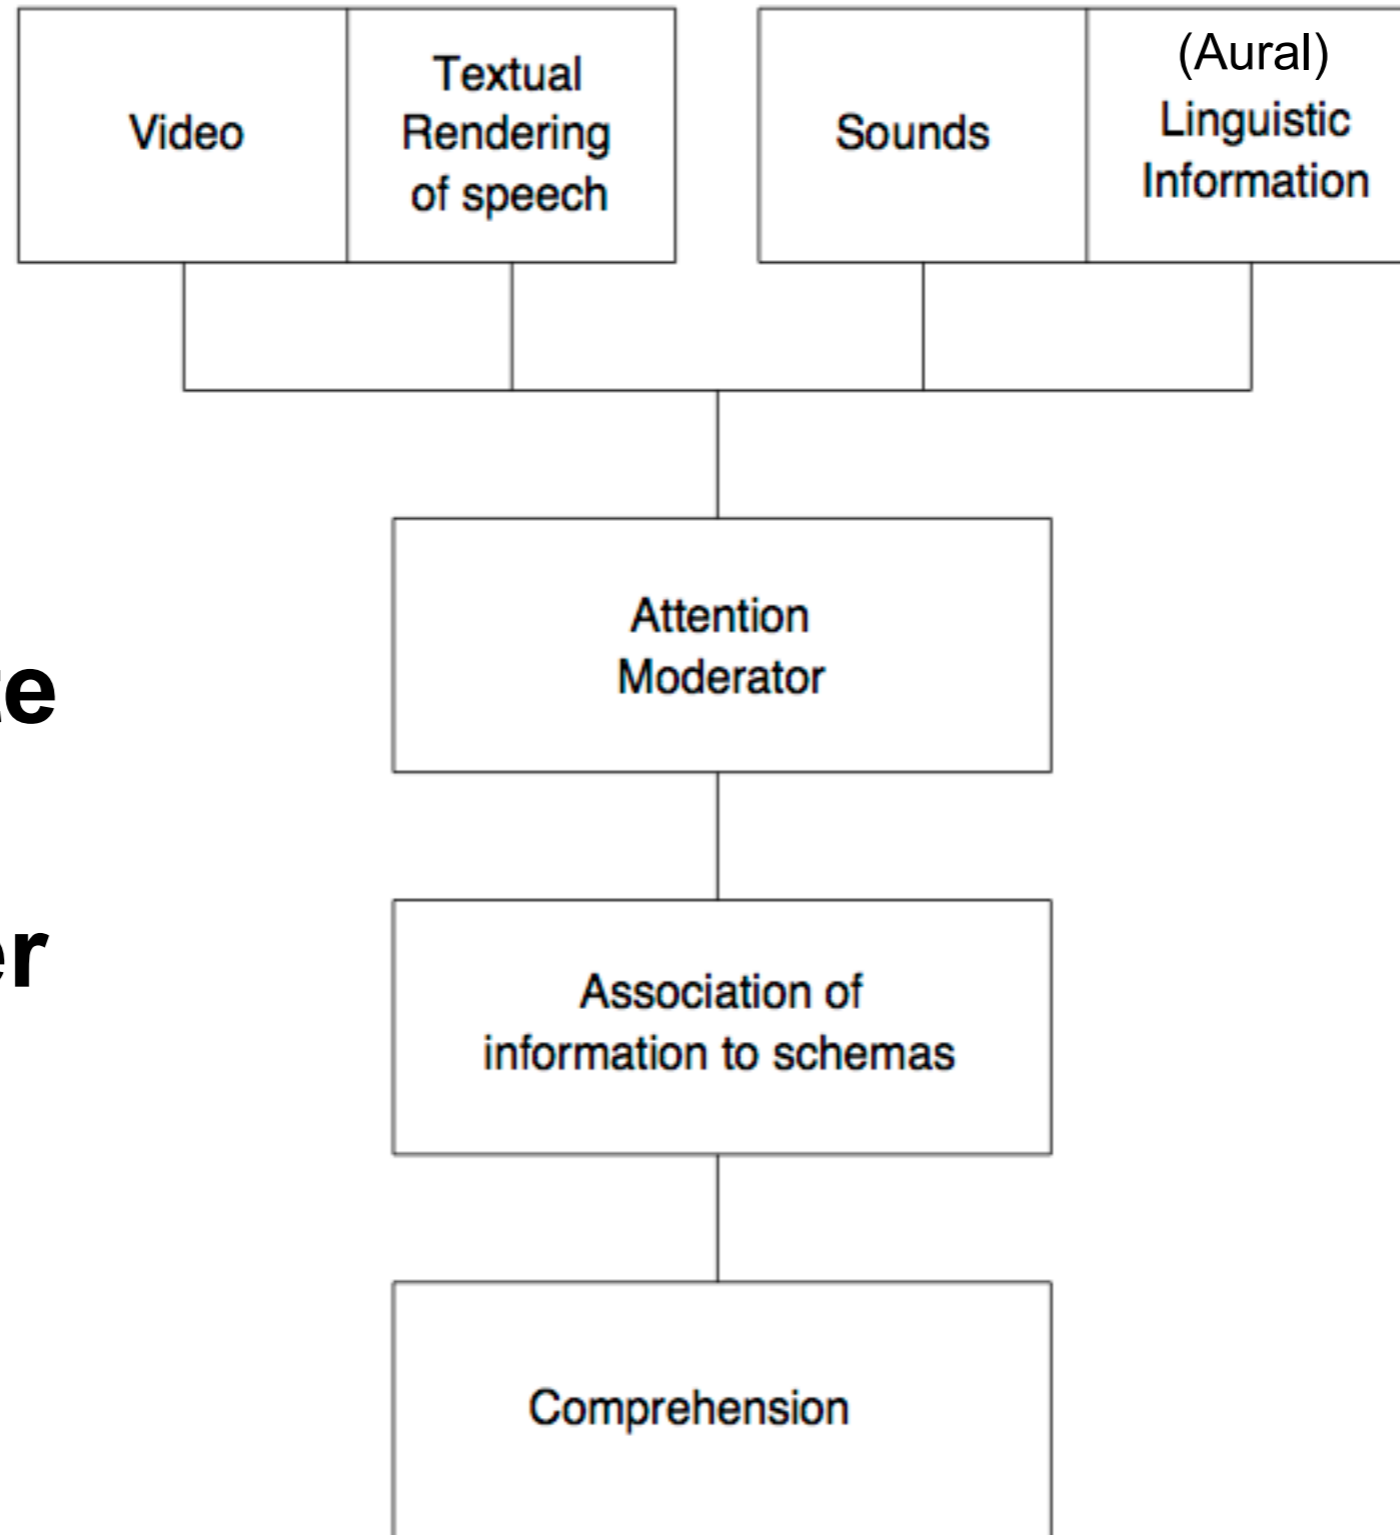 Video
Textual
Rendering
of speech
Sounds
(Aural)
Linguistic
Information
Attention
Moderator
Association of
information to schemas
Comprehension